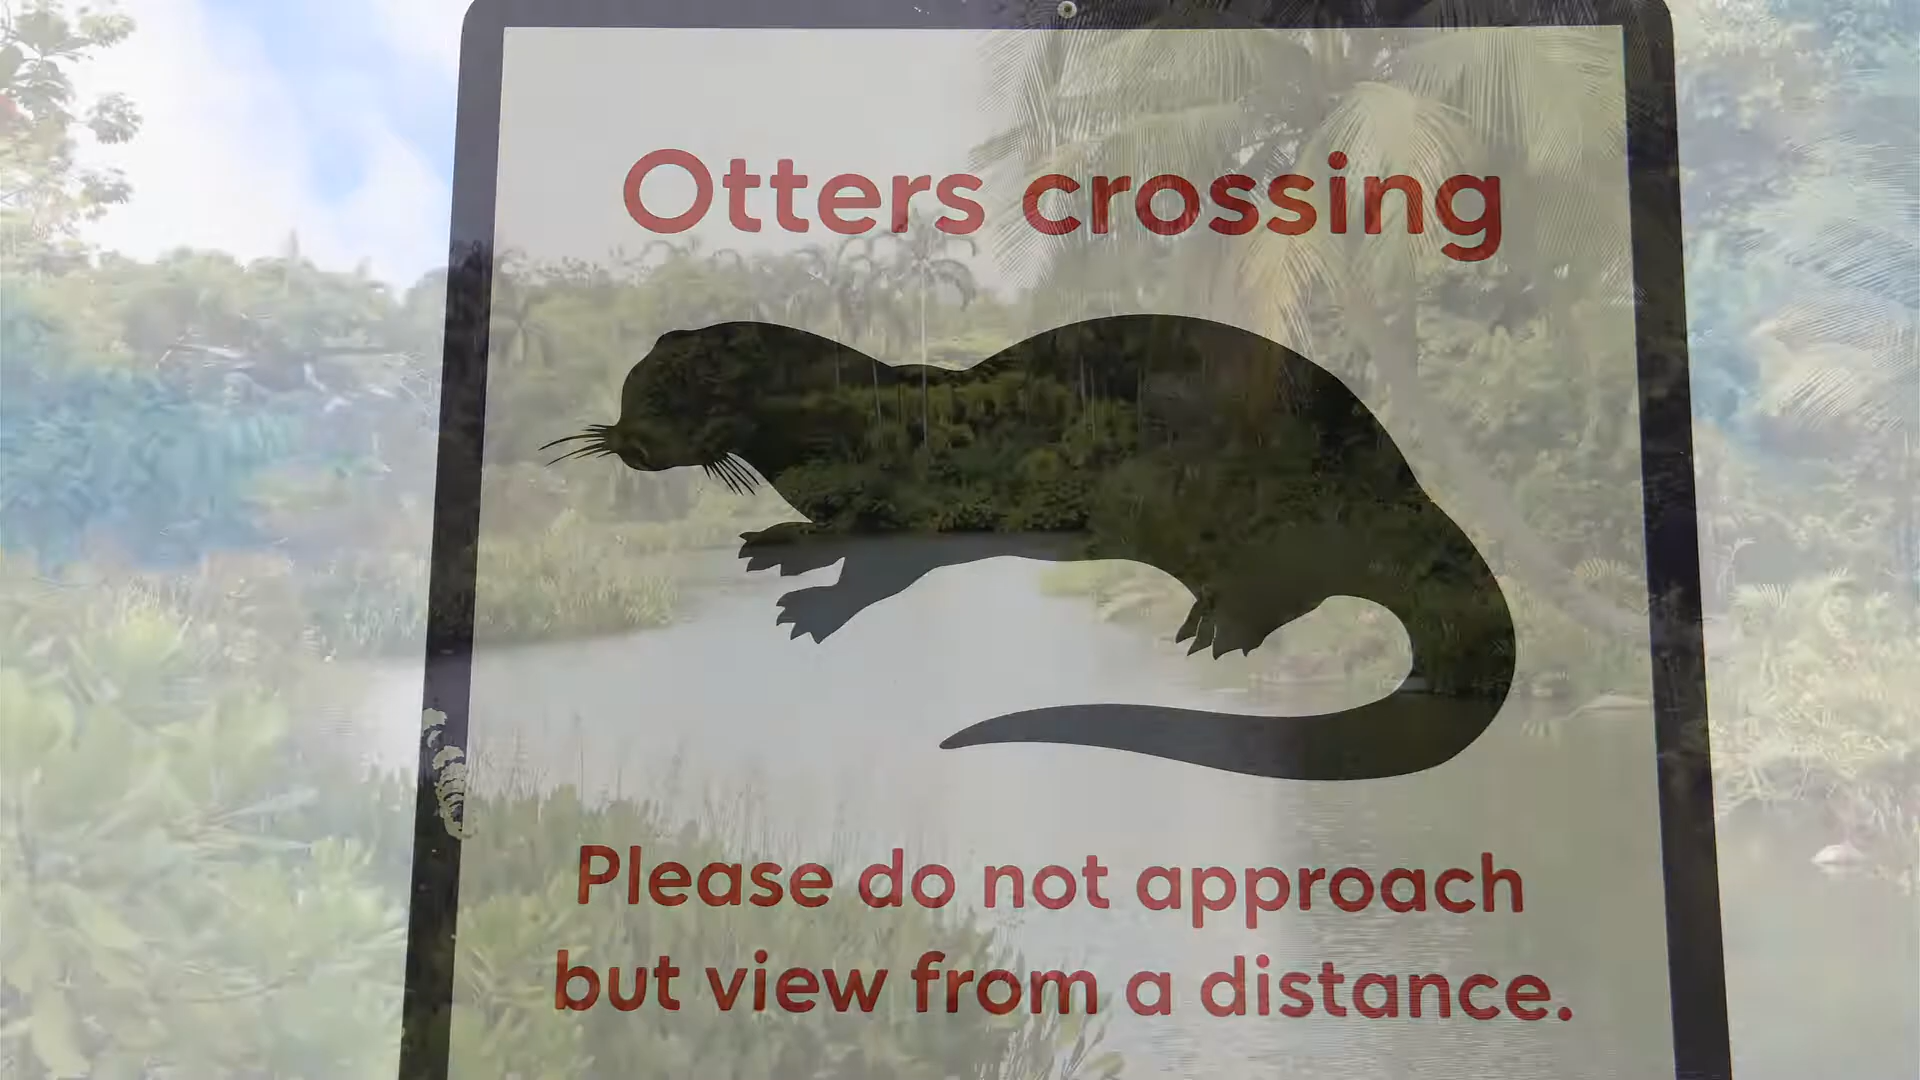 Otters crossing
Please do not approach
but view from a distance.